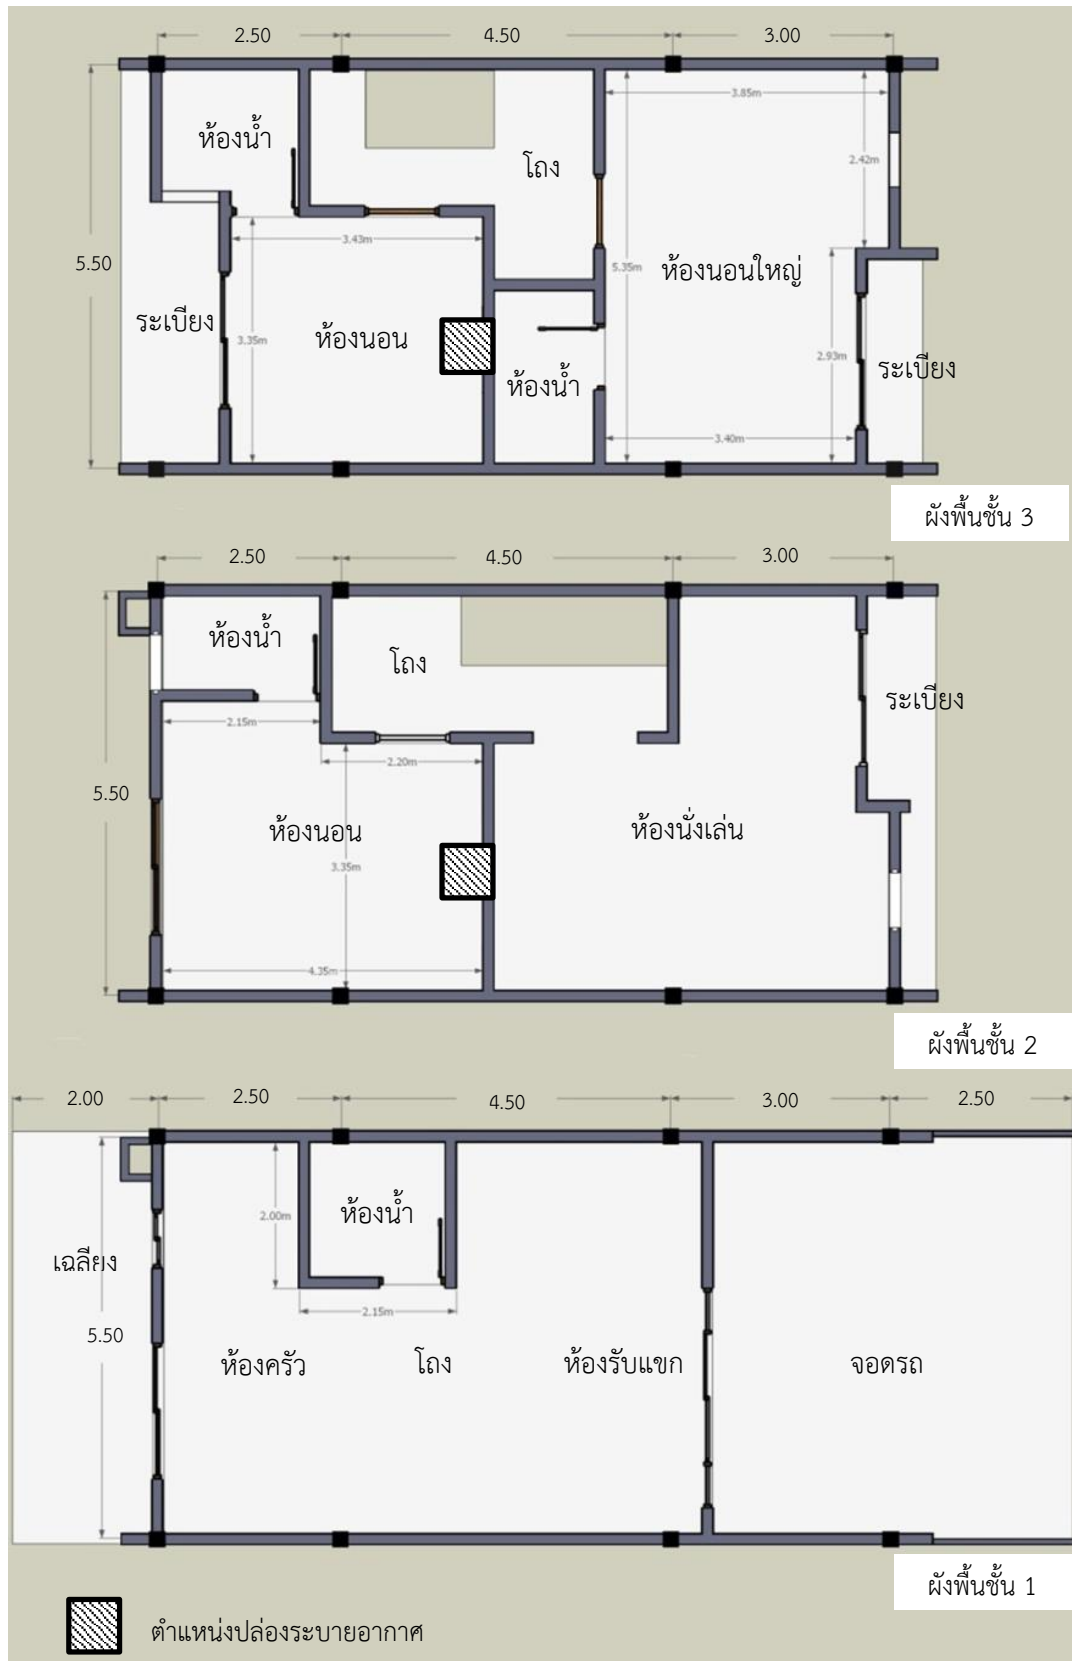 2.50 4.50 3.00
3.85m
ห้องน้ำ
โถง
2.42m
5.50
3.43m
5.35m
ห้องนอนใหญ่
ระเบียง
ห้องนอน
3.35m
2.93m
ห้องน้ำ
ระเบียง
3.40m
ผังพื้นชั้น 3
2.50 4.50 3.00
ห้องน้ำ
โถง
ระเบียง
2.15m
2.20m
5.50
ห้องนอน
ห้องนั่งเล่น
3.35m
4.35m
ผังพื้นชั้น 2
2.00 2.50 4.50 3.00 2.50
2.00m
ห้องน้ำ
เฉลียง
2.15m
5.50
ห้องครัว โถง ห้องรับแขก จอดรถ
ผังพื้นชั้น 1
ตำแหน่งปล่องระบายอากาศ